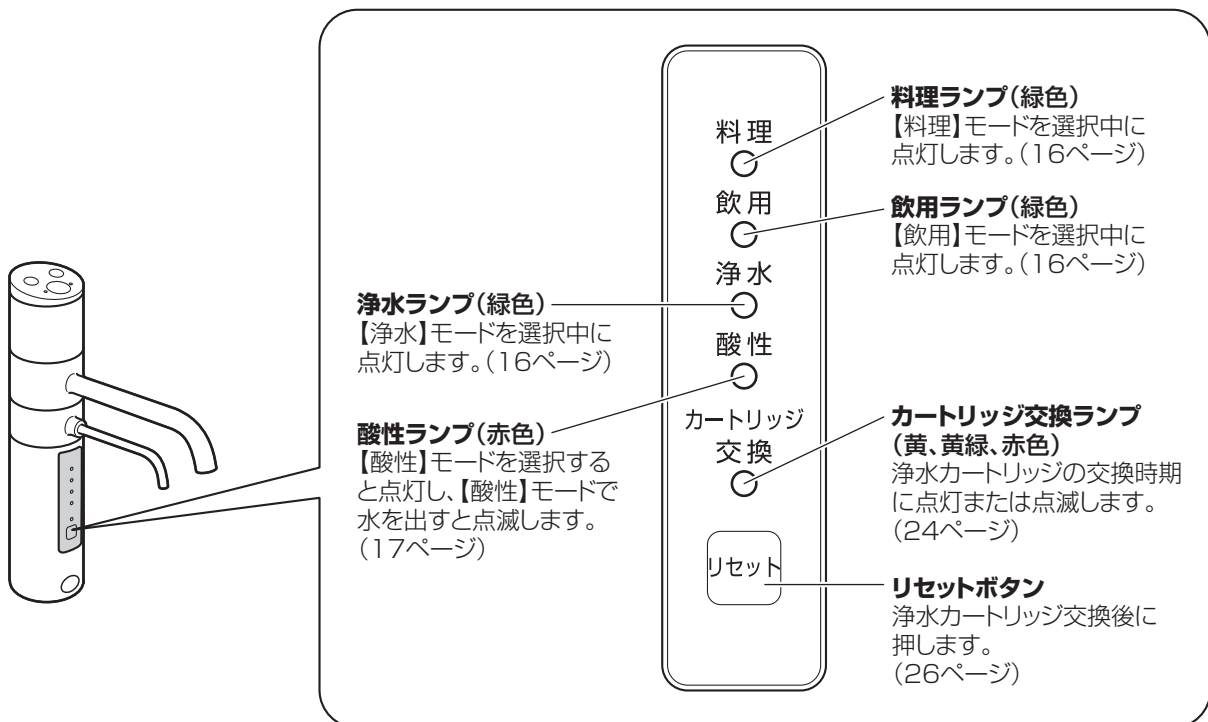 料理
飲用
浄水
酸性
カートリッジ
交換
リセット
料理ランプ(緑色)
【料理】モードを選択中に
点灯します。(16ページ)
飲用ランプ(緑色)
【飲用】モードを選択中に
点灯します。(16ページ)
浄水ランプ(緑色)
【浄水】モードを選択中に
点灯します。(16ページ)
酸性ランプ(赤色)
【酸性】モードを選択する
と点灯し、【酸性】モードで
水を出すと点滅します。
(17ページ)
カートリッジ交換ランプ
(黄、黄緑、赤色)
浄水カートリッジの交換時期
に点灯または点滅します。
(24ページ)
リセットボタン
浄水カートリッジ交換後に
押します。
(26ページ)